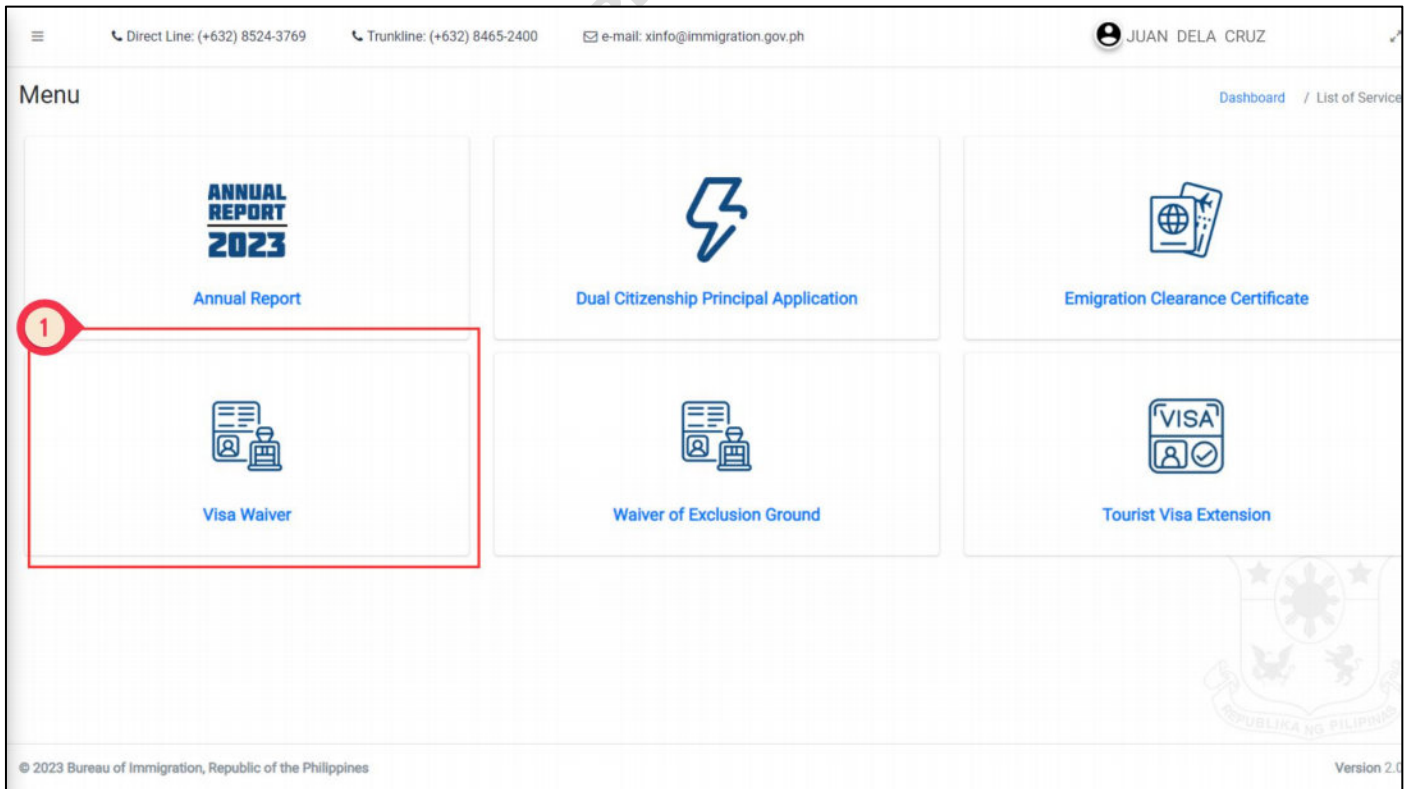 Direct Line: (+632) 8524-3769 Trunkline: (+632) 8465-2400 e-mail: xinfo@immigration.gov.ph JUAN DELA CRUZ
Menu
Dashboard / List of Service
ANNUAL
REPORT
2023
Annual Report
Dual Citizenship Principal Application
Emigration Clearance Certificate
1
Visa Waiver
Waiver of Exclusion Ground
VISA
Tourist Visa Extension
REPUBLIKA NG PILIPINAS
© 2023 Bureau of Immigration, Republic of the Philippines
Version 2.0